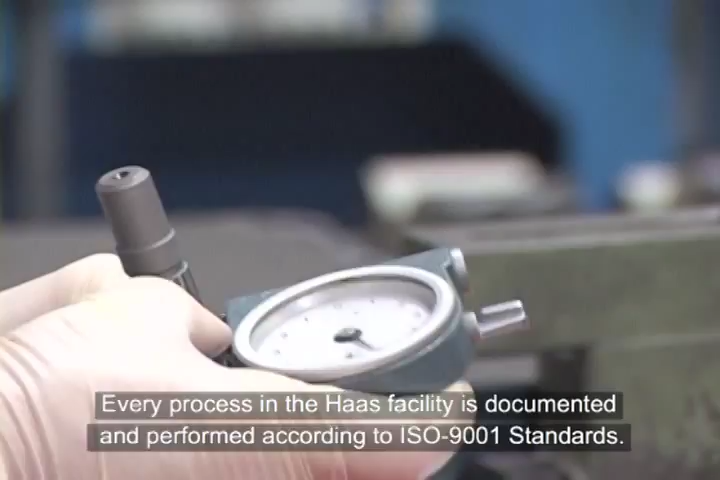 Every process in the Haas facility is documented
and performed according to ISO-9001 Standards.